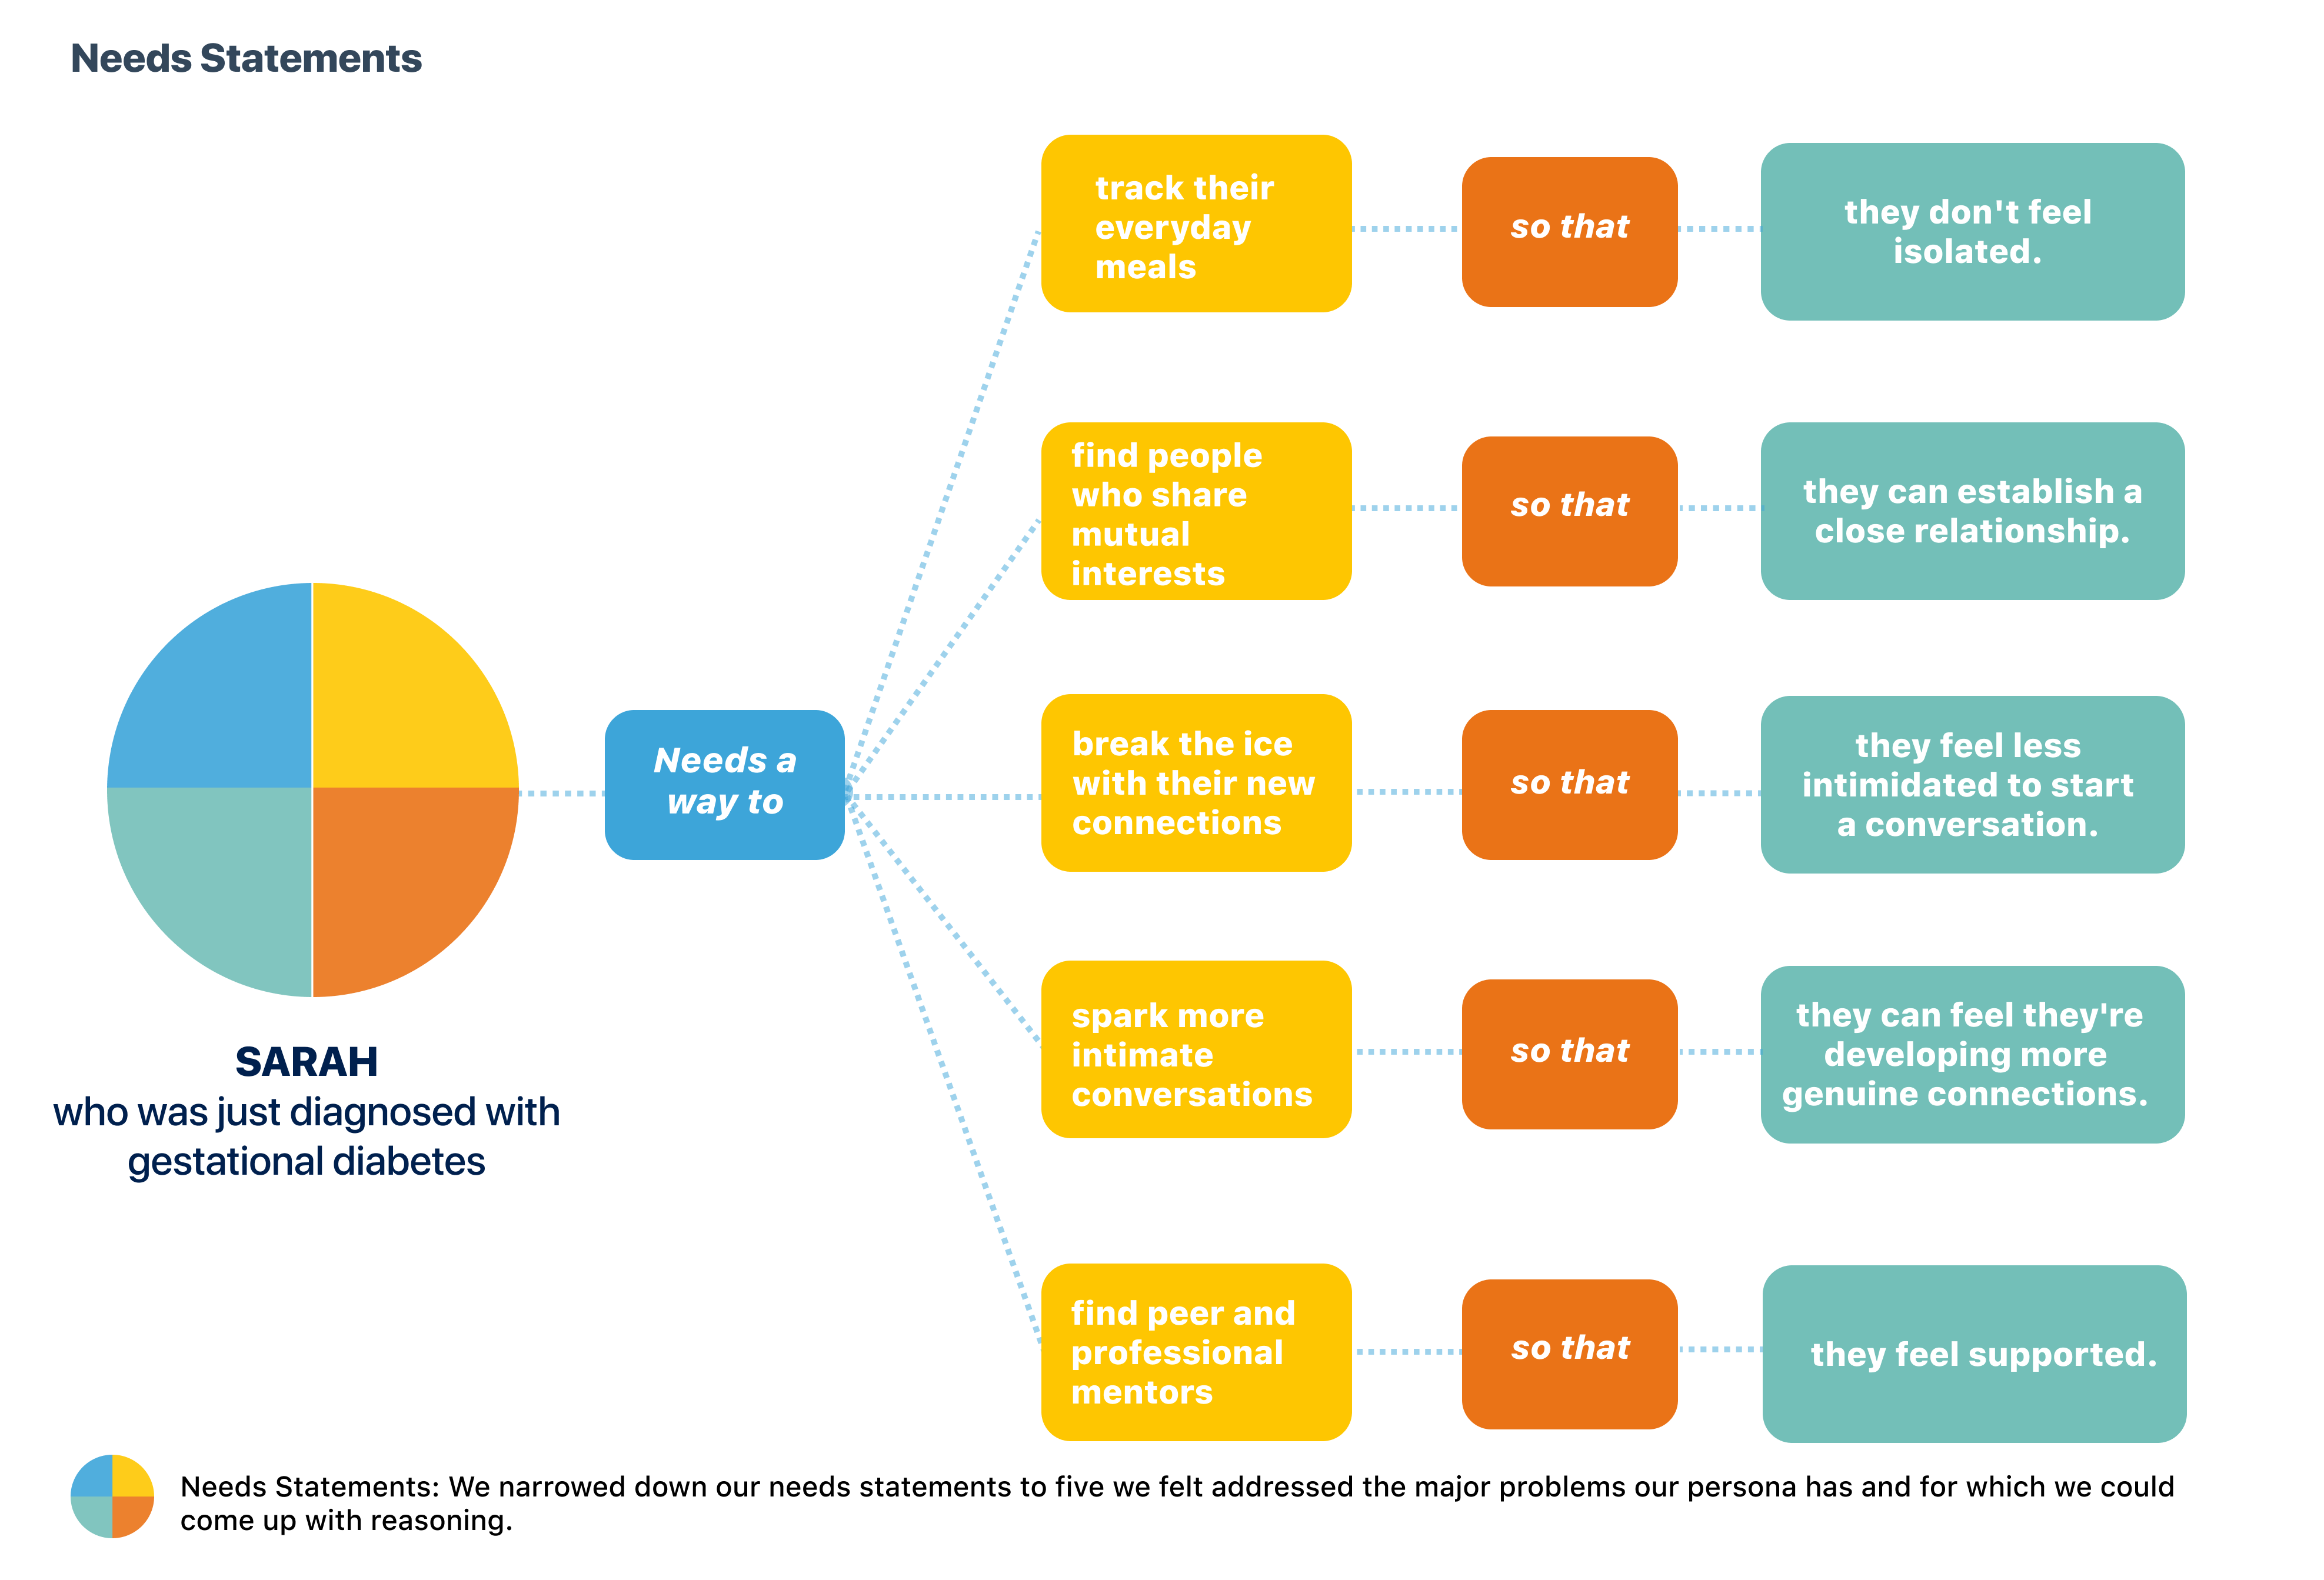 Needs Statements
track their
everyday
meals
so that
they don't feel
isolated.
find people
who share
mutual
interests
so that
they can establish a
close relationship.
Needs a
way to
break the ice
with their new
connections
so that
they feel less
intimidated to start
a conversation.
SARAH
who was just diagnosed with
gestational diabetes
spark more
intimate
conversations
so that
they can feel they're
developing more
genuine connections.
find peer and
professional
mentors
so that
they feel supported.
Needs Statements: We narrowed down our needs statements to five we felt addressed the major problems our persona has and for which we could
come up with reasoning.